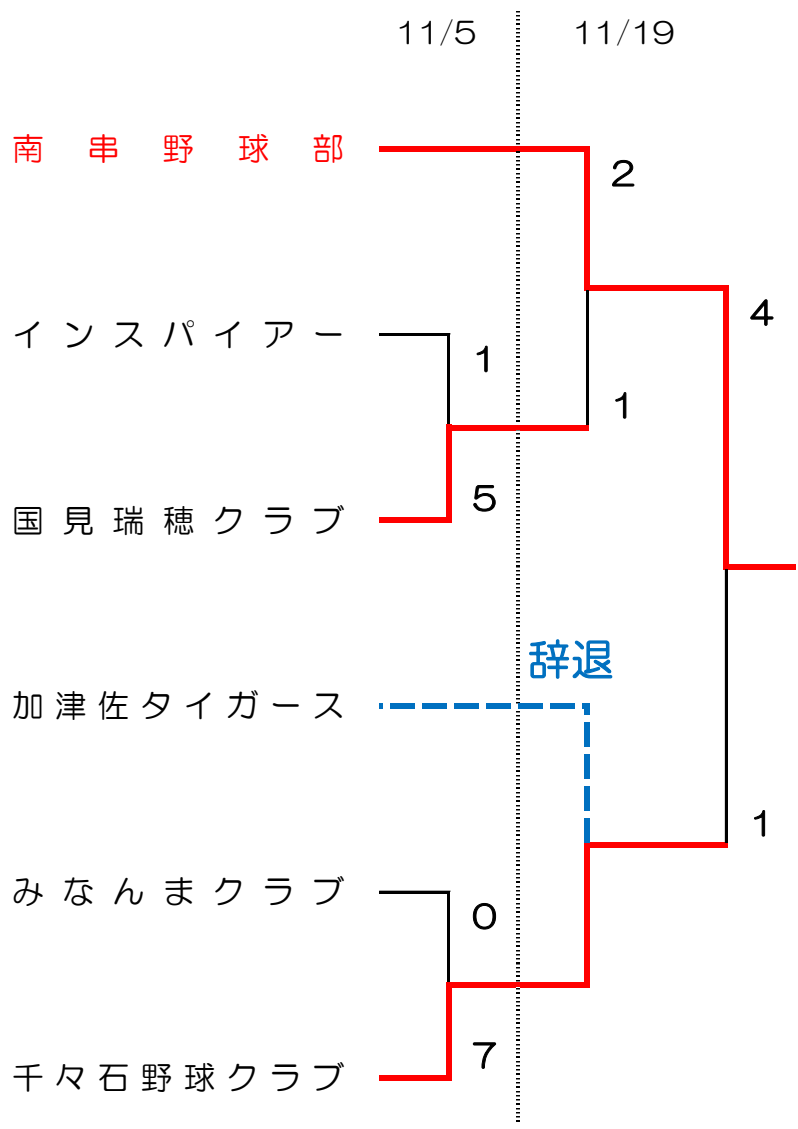 11/5 11/19
南串野球部
2
4
インスパイアー
1
1
国見瑞穂クラブ
5
辞退
加津佐タイガース
1
みなんまクラブ
0
7
千々石野球クラブ